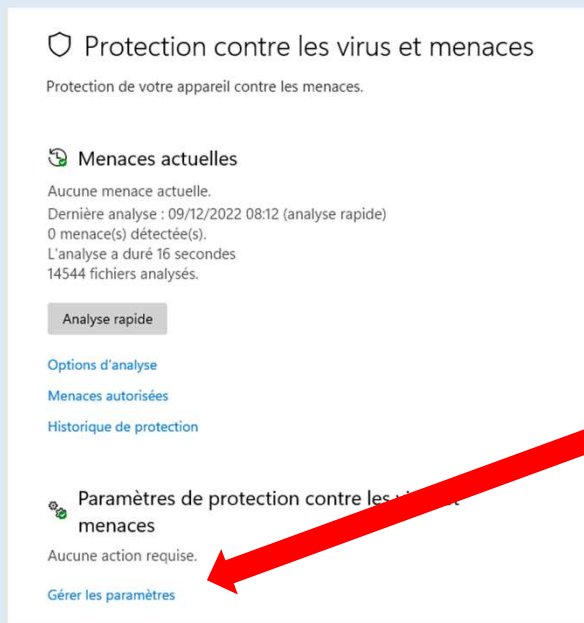 Protection contre les virus et menaces
Protection de votre appareil contre les menaces.
Menaces actuelles
Aucune menace actuelle.
Dernière analyse : 09/12/2022 08:12 (analyse rapide)
0 menace(s) détectée(s).
L'analyse a duré 16 secondes
14544 fichiers analysés.
Analyse rapide
Options d'analyse
Menaces autorisées
Historique de protection
Paramètres de protection contre les
menaces
Aucune action requise.
Gérer les paramètres